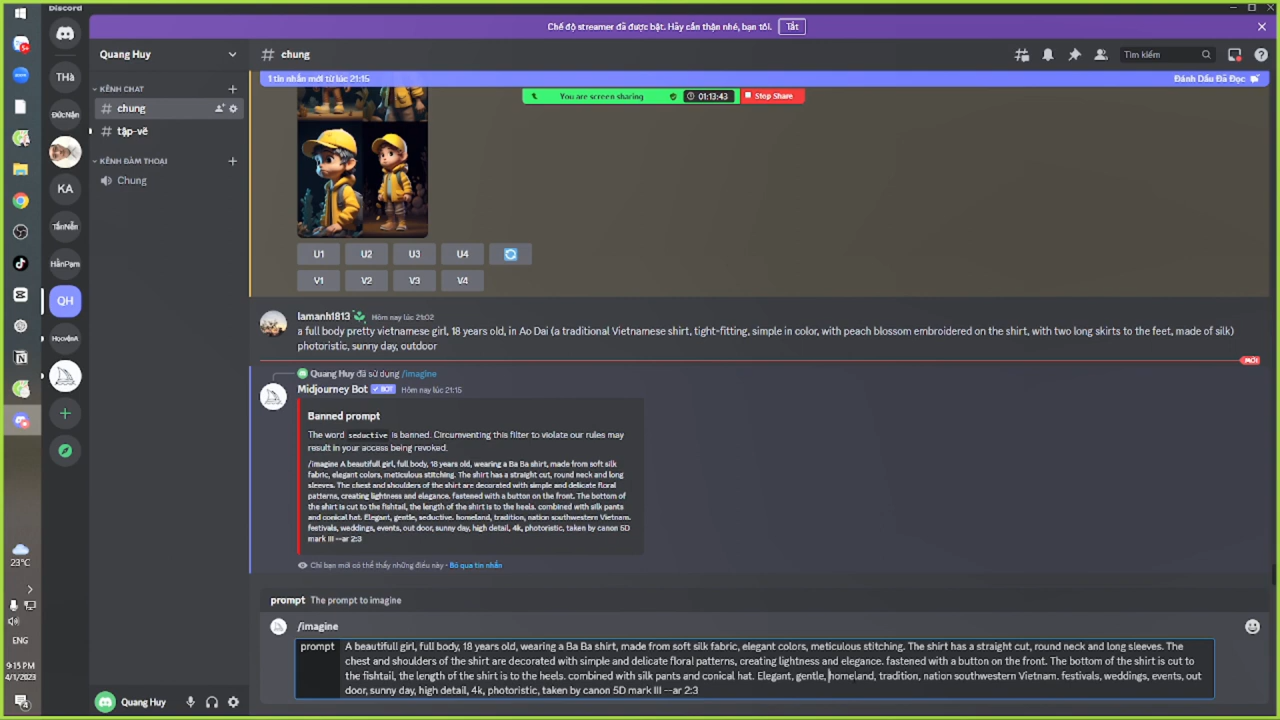 Discord
Chế độ streamer đã được bật. Hãy cẩn thận nhé, bạn tôi. Tắt
Quang Huy
# chung
Tìm kiếm
1 tin nhắn mới từ lúc 21:15
Đánh Dấu Đã Đọc
You are screen sharing 01:13:43 Stop Share
THà
ĐứcNận
KA
HằnPạm
QH
KÊNH CHAT
# chung
# tập-vẽ
KÊNH ĐÀM THOẠI
Chung
U1 U2 U3 U4
V1 V2 V3 V4
lamanh1813 Hôm nay lúc 21:02
a full body pretty vietnamese girl, 18 years old, in Ao Dai (a traditional Vietnamese shirt, tight-fitting, simple in color, with peach blossom embroidered on the shirt, with two long skirts to the feet, made of silk)
photoristic, sunny day, outdoor
MỚI
Quang Huy đã sử dụng /imagine
Midjourney Bot BOT Hôm nay lúc 21:15
Banned prompt
The word seductive is banned. Circumventing this filter to violate our rules may
result in your access being revoked.
/imagine A beautifull girl, full body, 18 years old, wearing a Ba Ba shirt, made from soft silk
fabric, elegant colors, meticulous stitching. The shirt has a straight cut, round neck and long
sleeves. The chest and shoulders of the shirt are decorated with simple and delicate floral
patterns, creating lightness and elegance. fastened with a button on the front. The bottom of
the shirt is cut to the fishtail, the length of the shirt is to the heels. combined with silk pants
and conical hat. Elegant, gentle, seductive. homeland, tradition, nation southwestern Vietnam.
festivals, weddings, events, out door, sunny day, high detail, 4k, photoristic, taken by canon 5D
mark III --ar 2:3
Chỉ bạn mới có thể thấy những điều này • Bỏ qua tin nhắn
prompt The prompt to imagine
/imagine
prompt A beautifull girl, full body, 18 years old, wearing a Ba Ba shirt, made from soft silk fabric, elegant colors, meticulous stitching. The shirt has a straight cut, round neck and long sleeves. The
chest and shoulders of the shirt are decorated with simple and delicate floral patterns, creating lightness and elegance. fastened with a button on the front. The bottom of the shirt is cut to
the fishtail, the length of the shirt is to the heels. combined with silk pants and conical hat. Elegant, gentle, homeland, tradition, nation southwestern Vietnam. festivals, weddings, events, out
door, sunny day, high detail, 4k, photoristic, taken by canon 5D mark III --ar 2:3
Quang Huy
23°C
ENG
9:15 PM
4/1/2023